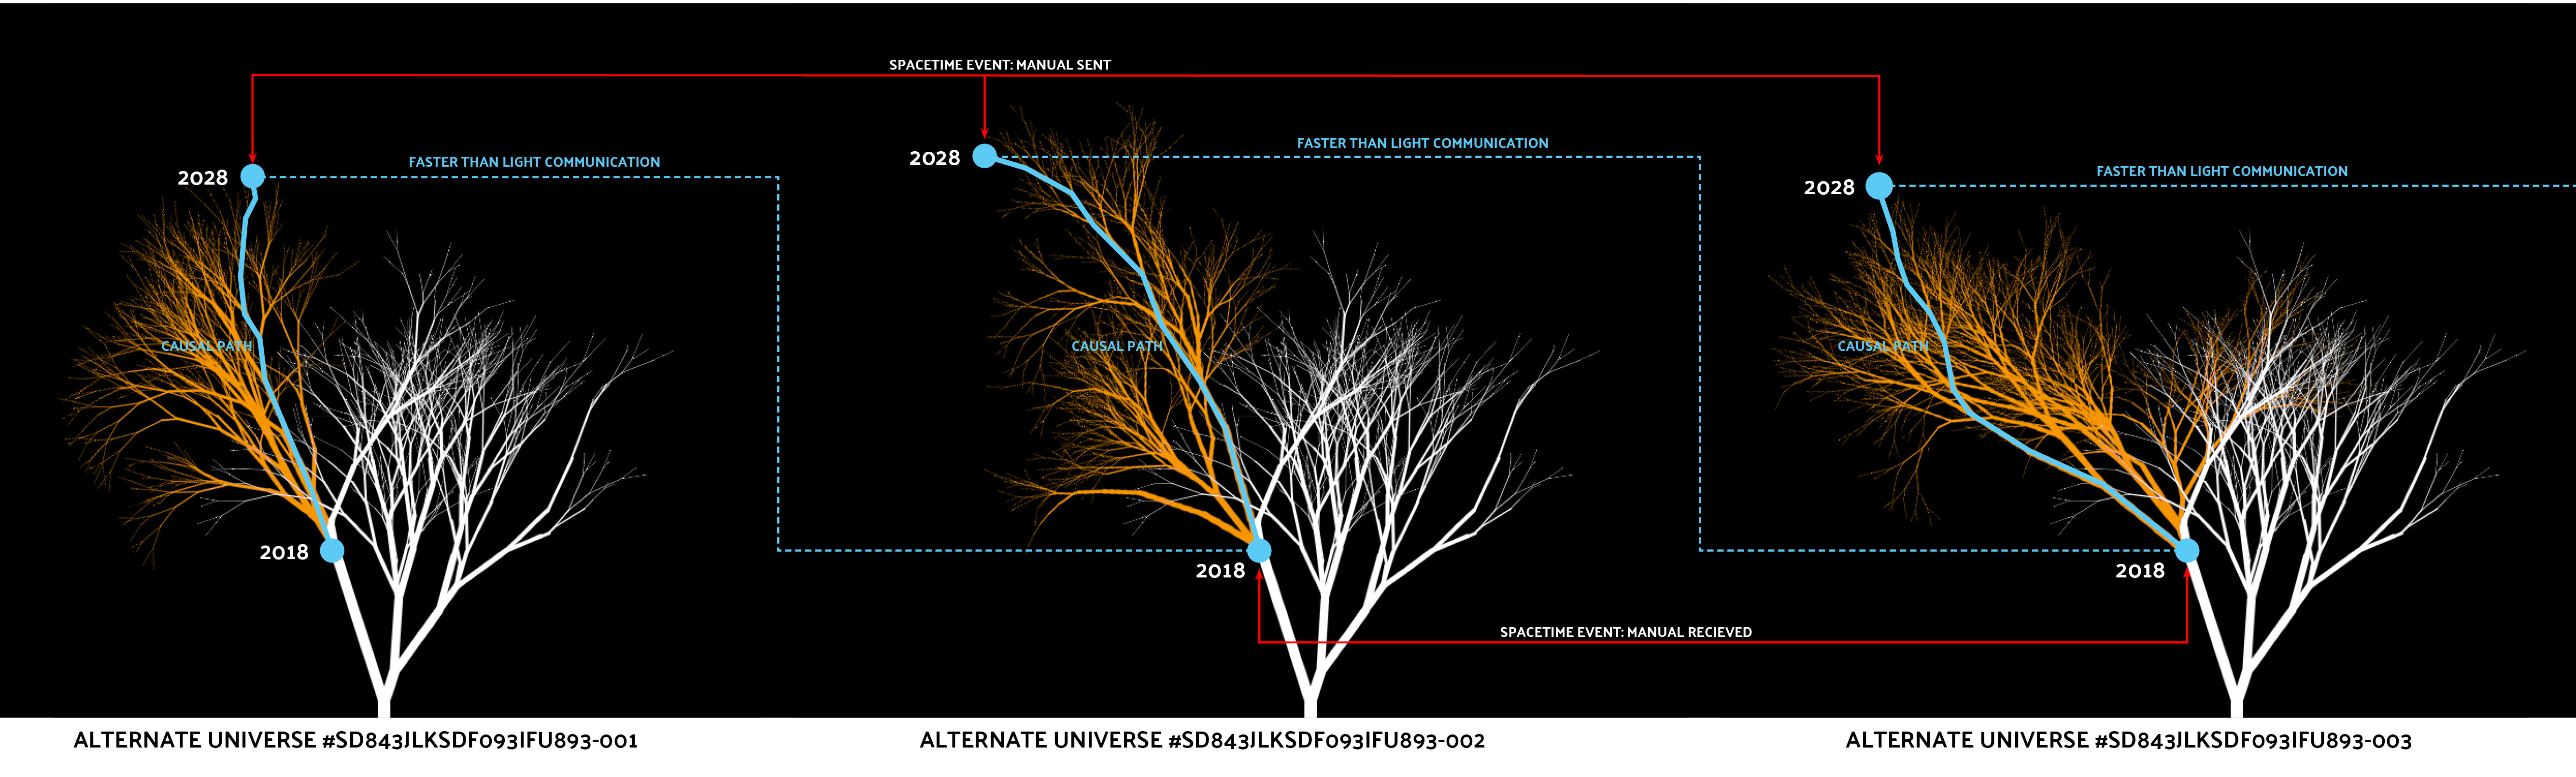 SPACETIME EVENT: MANUAL SENT
2028
FASTER THAN LIGHT COMMUNICATION
2028
FASTER THAN LIGHT COMMUNICATION
2028
FASTER THAN LIGHT COMMUNICATION
CAUSAL PATH
CAUSAL PATH
CAUSAL PATH
2018
2018
2018
SPACETIME EVENT: MANUAL RECIEVED
ALTERNATE UNIVERSE #SD843JLKSDF093IFU893-001
ALTERNATE UNIVERSE #SD843JLKSDF093IFU893-002
ALTERNATE UNIVERSE #SD843JLKSDF093IFU893-003